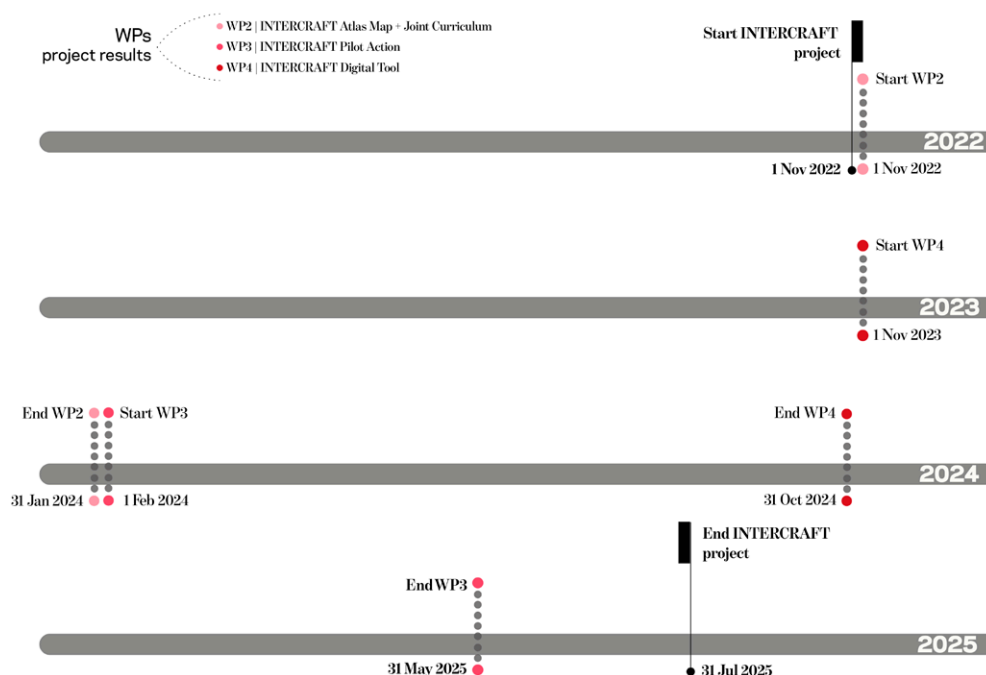 WPs
project results
WP2 | INTERCRAFT Atlas Map + Joint Curriculum
WP3 | INTERCRAFT Pilot Action
WP4 | INTERCRAFT Digital Tool
Start INTERCRAFT
project
Start WP2
2022
1 Nov 2022
1 Nov 2022
Start WP4
2023
1 Nov 2023
End WP2
Start WP3
End WP4
2024
31 Jan 2024
1 Feb 2024
31 Oct 2024
End INTERCRAFT
project
End WP3
2025
31 May 2025
31 Jul 2025